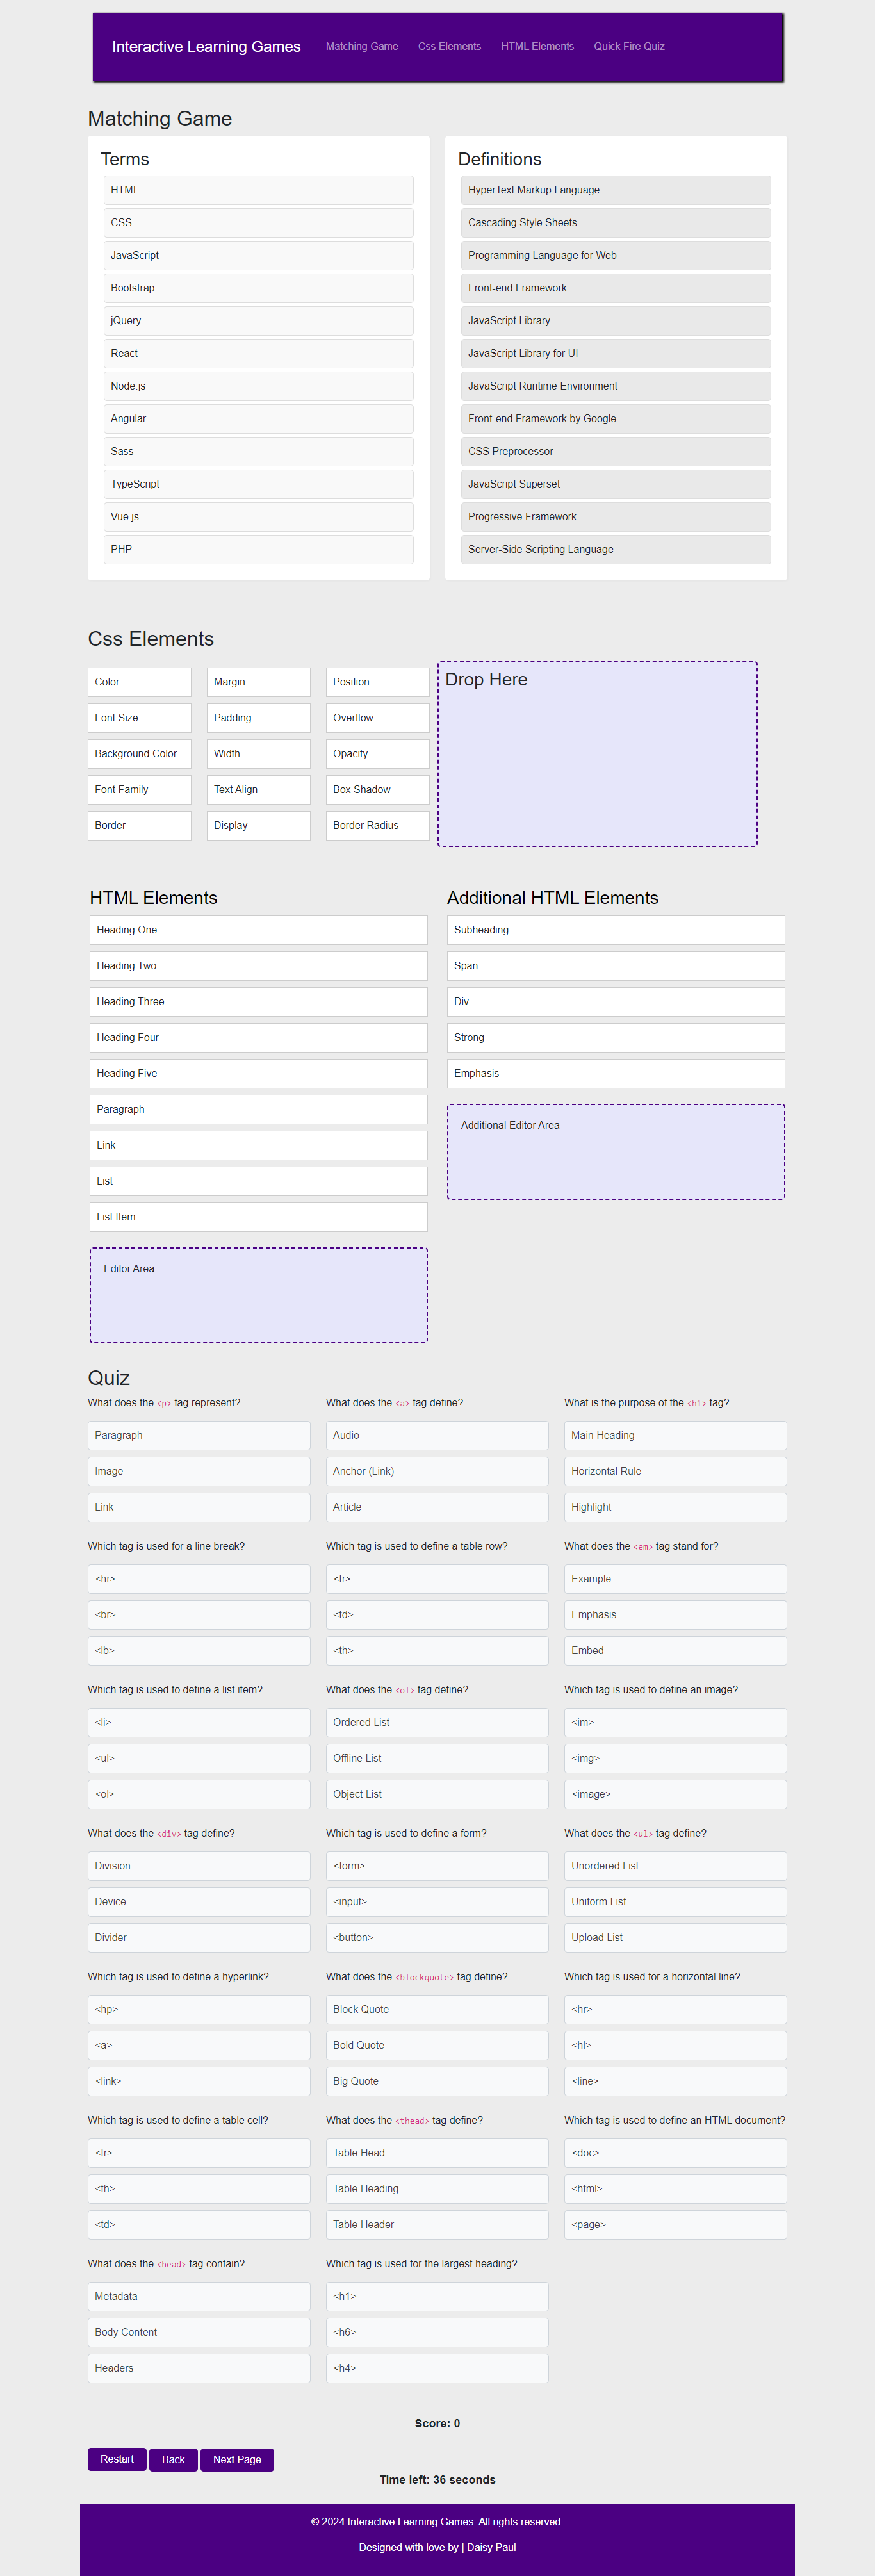 Interactive Learning Games Matching Game Css Elements HTML Elements Quick Fire Quiz
Matching Game
Terms
HTML
CSS
JavaScript
Bootstrap
jQuery
React
Node.js
Angular
Sass
TypeScript
Vue.js
PHP
Definitions
HyperText Markup Language
Cascading Style Sheets
Programming Language for Web
Front-end Framework
JavaScript Library
JavaScript Library for UI
JavaScript Runtime Environment
Front-end Framework by Google
CSS Preprocessor
JavaScript Superset
Progressive Framework
Server-Side Scripting Language
Css Elements
Color
Font Size
Background Color
Font Family
Border
Margin
Padding
Width
Text Align
Display
Position
Overflow
Opacity
Box Shadow
Border Radius
Drop Here
HTML Elements
Heading One
Heading Two
Heading Three
Heading Four
Heading Five
Paragraph
Link
List
List Item
Editor Area
Additional HTML Elements
Subheading
Span
Div
Strong
Emphasis
Additional Editor Area
Quiz
What does the <p> tag represent?
Paragraph
Image
Link
What does the <a> tag define?
Audio
Anchor (Link)
Article
What is the purpose of the <h1> tag?
Main Heading
Horizontal Rule
Highlight
Which tag is used for a line break?
<hr>
<br>
<lb>
Which tag is used to define a table row?
<tr>
<td>
<th>
What does the <em> tag stand for?
Example
Emphasis
Embed
Which tag is used to define a list item?
<li>
<ul>
<ol>
What does the <ol> tag define?
Ordered List
Offline List
Object List
Which tag is used to define an image?
<im>
<img>
<image>
What does the <div> tag define?
Division
Device
Divider
Which tag is used to define a form?
<form>
<input>
<button>
What does the <ul> tag define?
Unordered List
Uniform List
Upload List
Which tag is used to define a hyperlink?
<hp>
<a>
<link>
What does the <blockquote> tag define?
Block Quote
Bold Quote
Big Quote
Which tag is used for a horizontal line?
<hr>
<hl>
<line>
Which tag is used to define a table cell?
<tr>
<th>
<td>
What does the <thead> tag define?
Table Head
Table Heading
Table Header
Which tag is used to define an HTML document?
<doc>
<html>
<page>
What does the <head> tag contain?
Metadata
Body Content
Headers
Which tag is used for the largest heading?
<h1>
<h6>
<h4>
Score: 0
Restart Back Next Page
Time left: 36 seconds
© 2024 Interactive Learning Games. All rights reserved.
Designed with love by | Daisy Paul